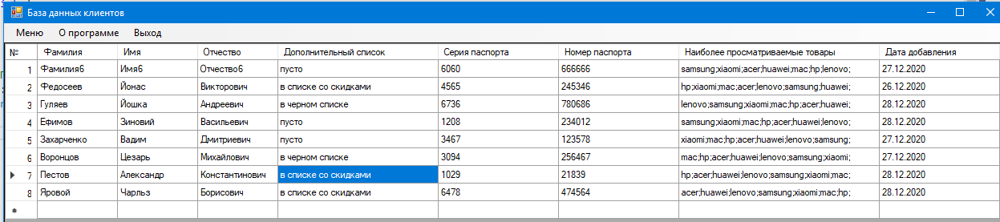 База данных клиентов
Меню О программе Выход
№ Фамилия Имя Отчество Дополнительный список Серия паспорта Номер паспорта Наиболее просматриваемые товары Дата добавления
1 Фамилия6 Имя6 Отчество6 пусто 6060 666666 samsung;xiaomi;acer;huawei;mac;hp;lenovo; 27.12.2020
2 Федосеев Йонас Викторович в списке со скидками 4565 245346 hp;xiaomi;mac;acer;lenovo;samsung;huawei; 26.12.2020
3 Гуляев Йошка Андреевич в черном списке 6736 780686 lenovo;samsung;xiaomi;mac;hp;acer;huawei; 28.12.2020
4 Ефимов Зиновий Васильевич пусто 1208 234012 samsung;xiaomi;mac;hp;acer;huawei;lenovo; 28.12.2020
5 Захарченко Вадим Дмитриевич пусто 3467 123578 xiaomi;mac;hp;acer;huawei;lenovo;samsung; 27.12.2020
6 Воронцов Цезарь Михайлович в черном списке 3094 256467 mac;hp;acer;huawei;lenovo;samsung;xiaomi; 27.12.2020
7 Пестов Александр Константинович в списке со скидками 1029 21839 hp;acer;huawei;lenovo;samsung;xiaomi;mac; 28.12.2020
8 Яровой Чарльз Борисович в списке со скидками 6478 474564 acer;huawei;lenovo;samsung;xiaomi;mac;hp; 28.12.2020